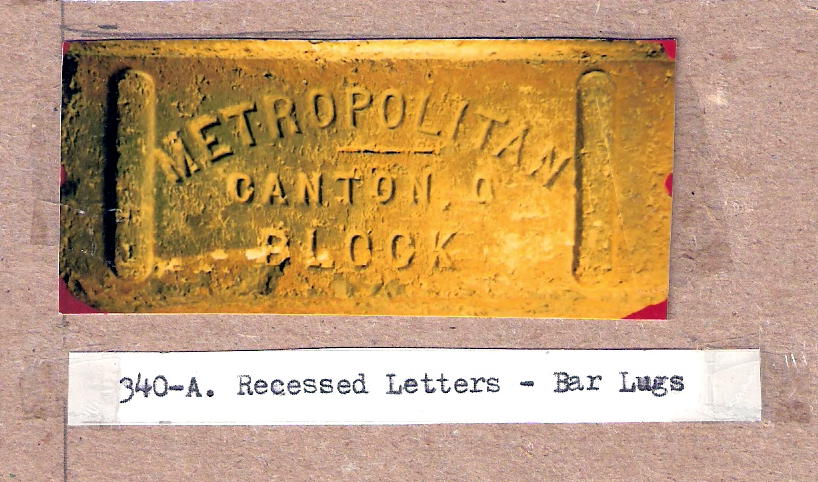 METROPOLITAN
CANTON, O
BLOCK
340-A. Recessed Letters - Bar Lugs